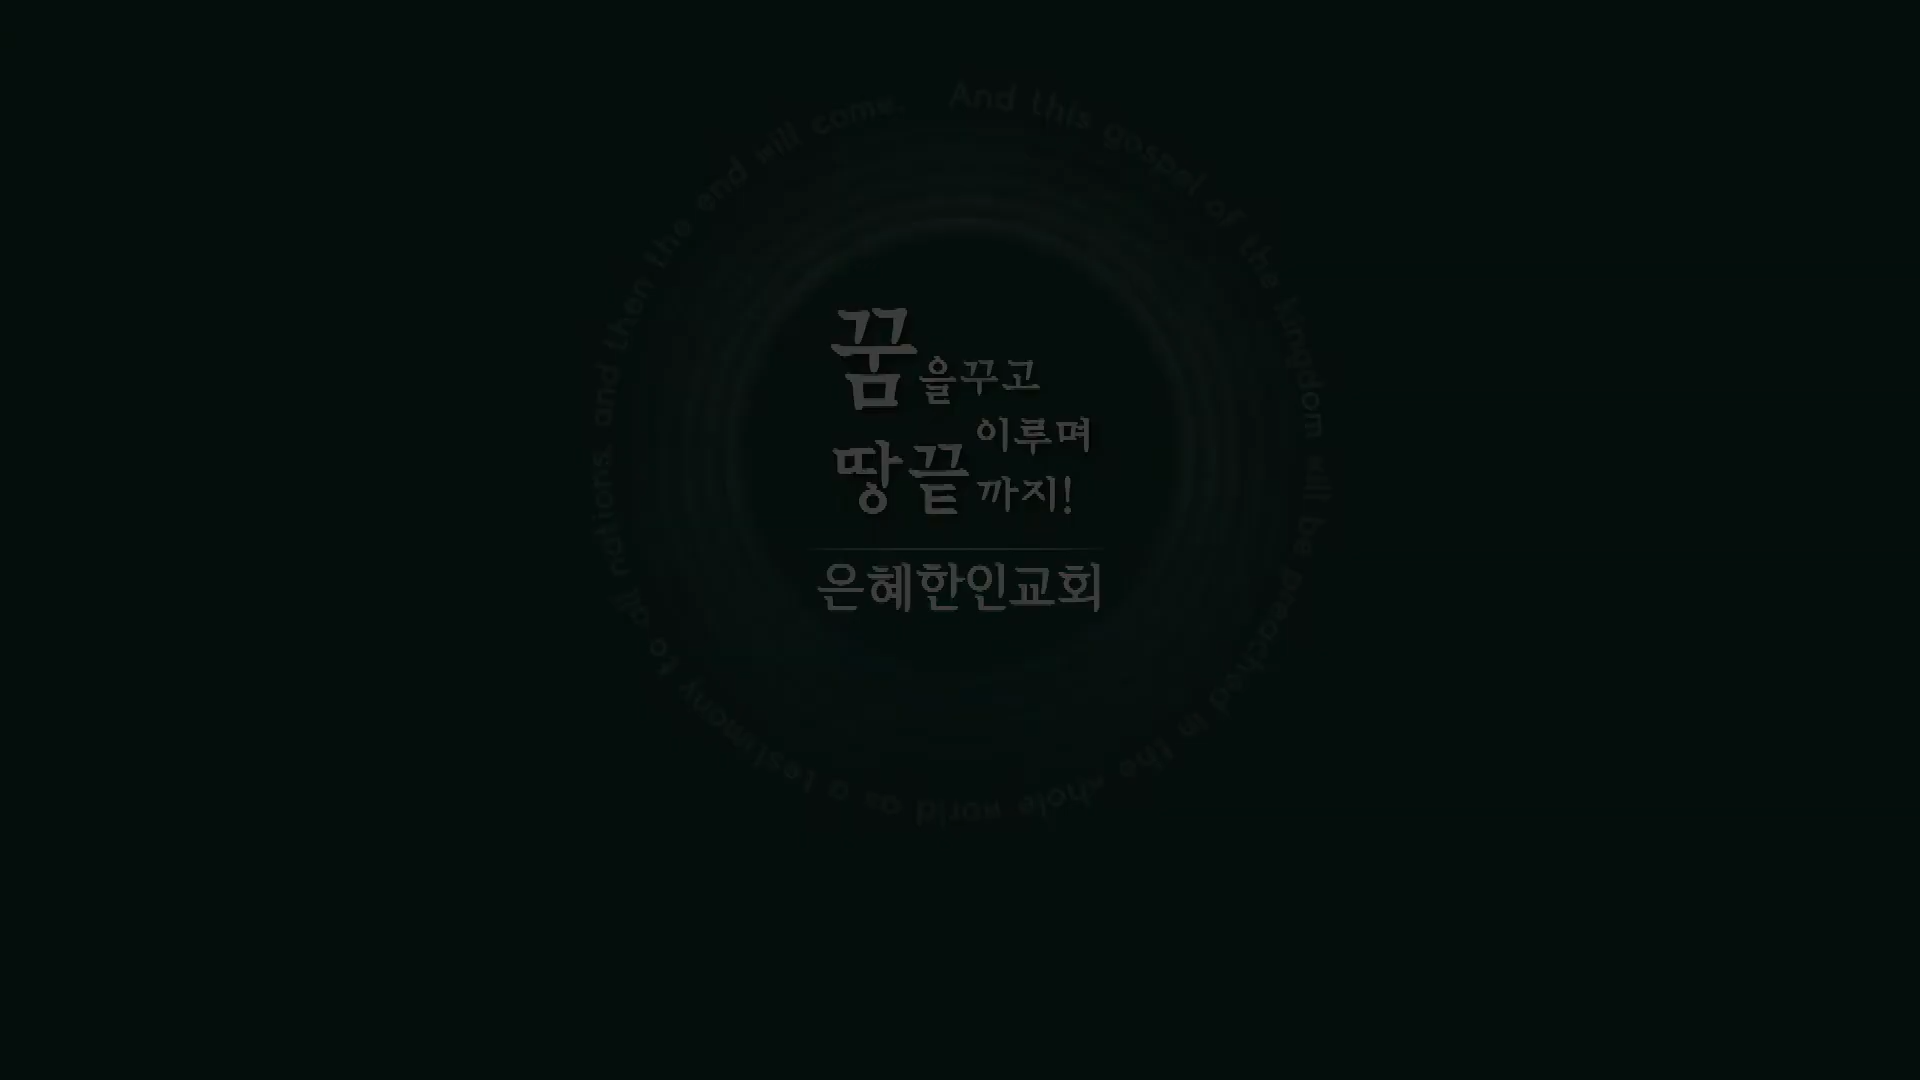 And this gospel of the kingdom will be preached in the whole world as a testimony to all nations, and then the end will come.
꿈을꾸고
이루며
땅끝까지!
은혜한인교회